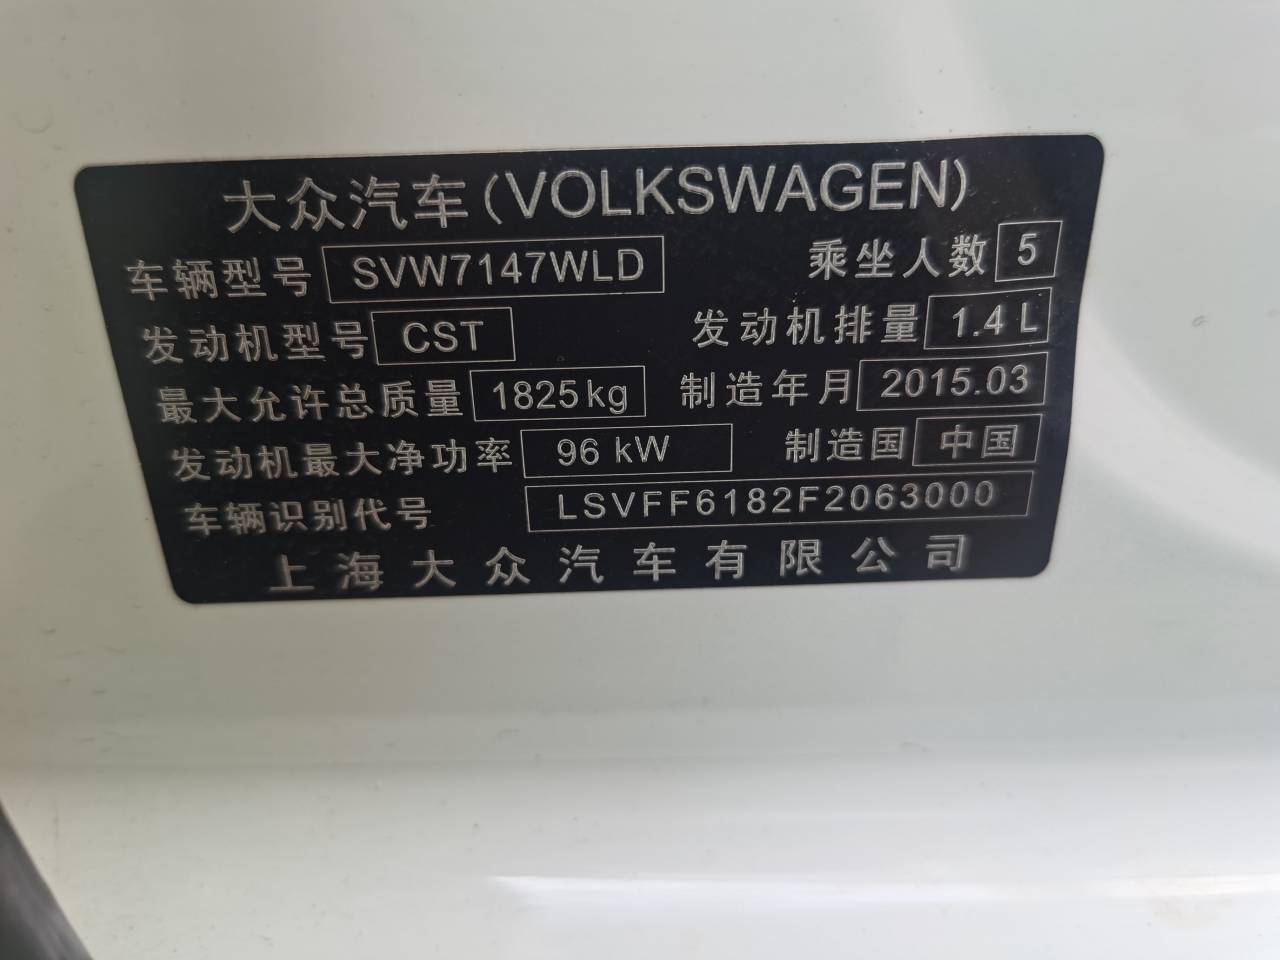 大众汽车(VOLKSWAGEN)
车辆型号 SVW7147WLD 乘坐人数 5
发动机型号 CST 发动机排量 1.4 L
最大允许总质量 1825kg 制造年月 2015.03
发动机最大净功率 96 kW 制造国 中国
车辆识别代号 LSVFF6182F2063000
上海大众汽车有限公司